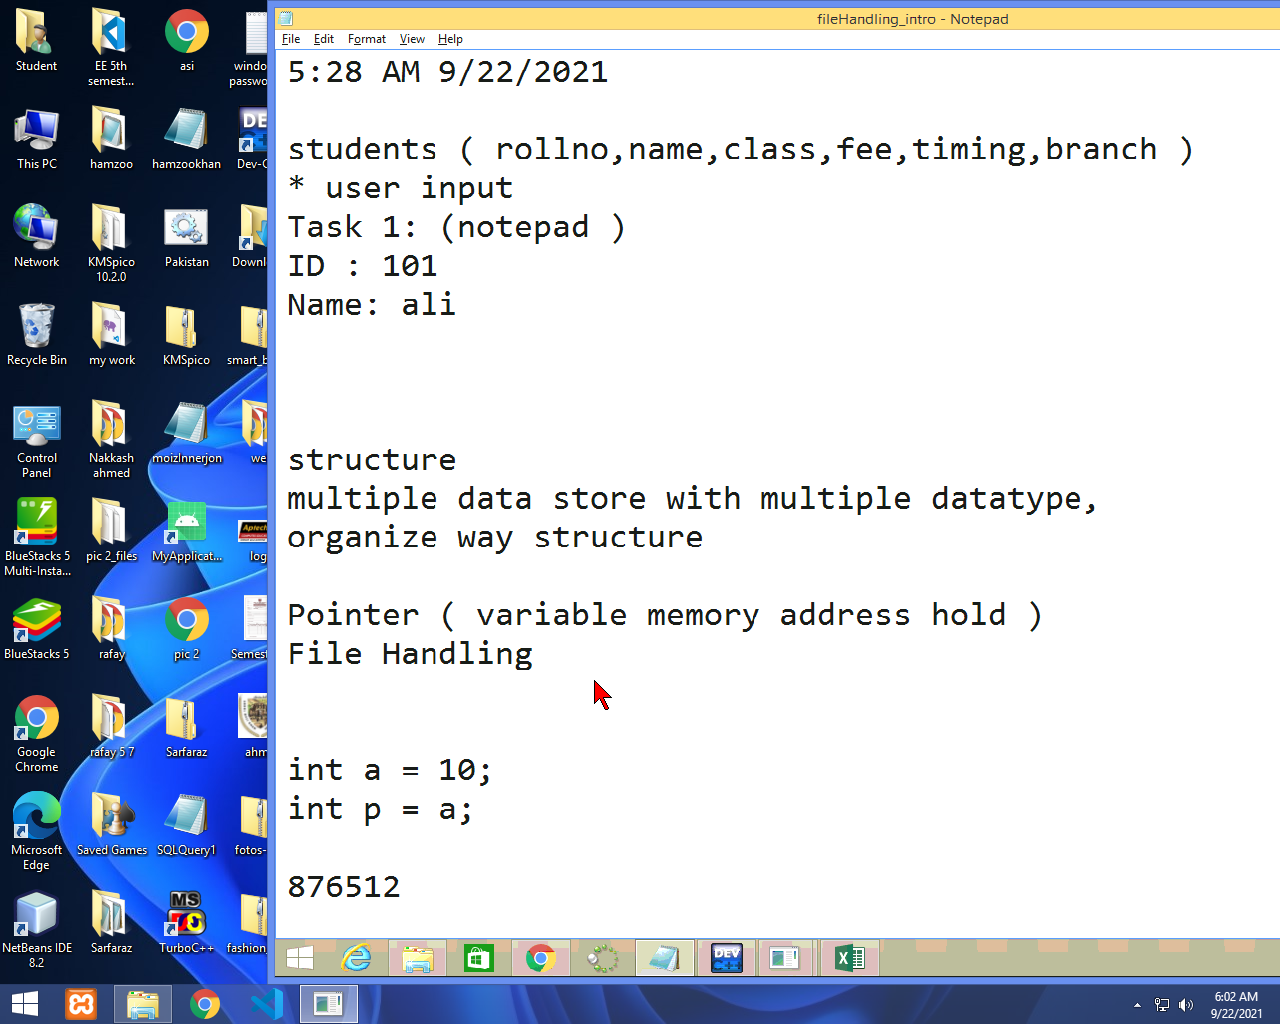 fileHandling_intro - Notepad
File Edit Format View Help
5:28 AM 9/22/2021
students ( rollno,name,class,fee,timing,branch )
* user input
Task 1: (notepad )
ID : 101
Name: ali
structure
multiple data store with multiple datatype,
organize way structure
Pointer ( variable memory address hold )
File Handling
int a = 10;
int p = a;
876512
Student
EE 5th
semest...
asi
windo
passwo
This PC
hamzoo
hamzookhan
Dev-C
Network
KMSpico
10.2.0
Pakistan
Downl
Recycle Bin
my work
KMSpico
smart_b
Control
Panel
Nakkash
ahmed
moizInnerjon
we
BlueStacks 5
Multi-Insta...
pic 2_files
MyApplicat...
Aptech
log
BlueStacks 5
rafay
pic 2
Semest
Google
Chrome
rafay 5 7
Sarfaraz
ahm
Microsoft
Edge
Saved Games
SQLQuery1
fotos-
NetBeans IDE
8.2
Sarfaraz
MS
TurboC++
fashion
DEV
C++
6:02 AM
9/22/2021